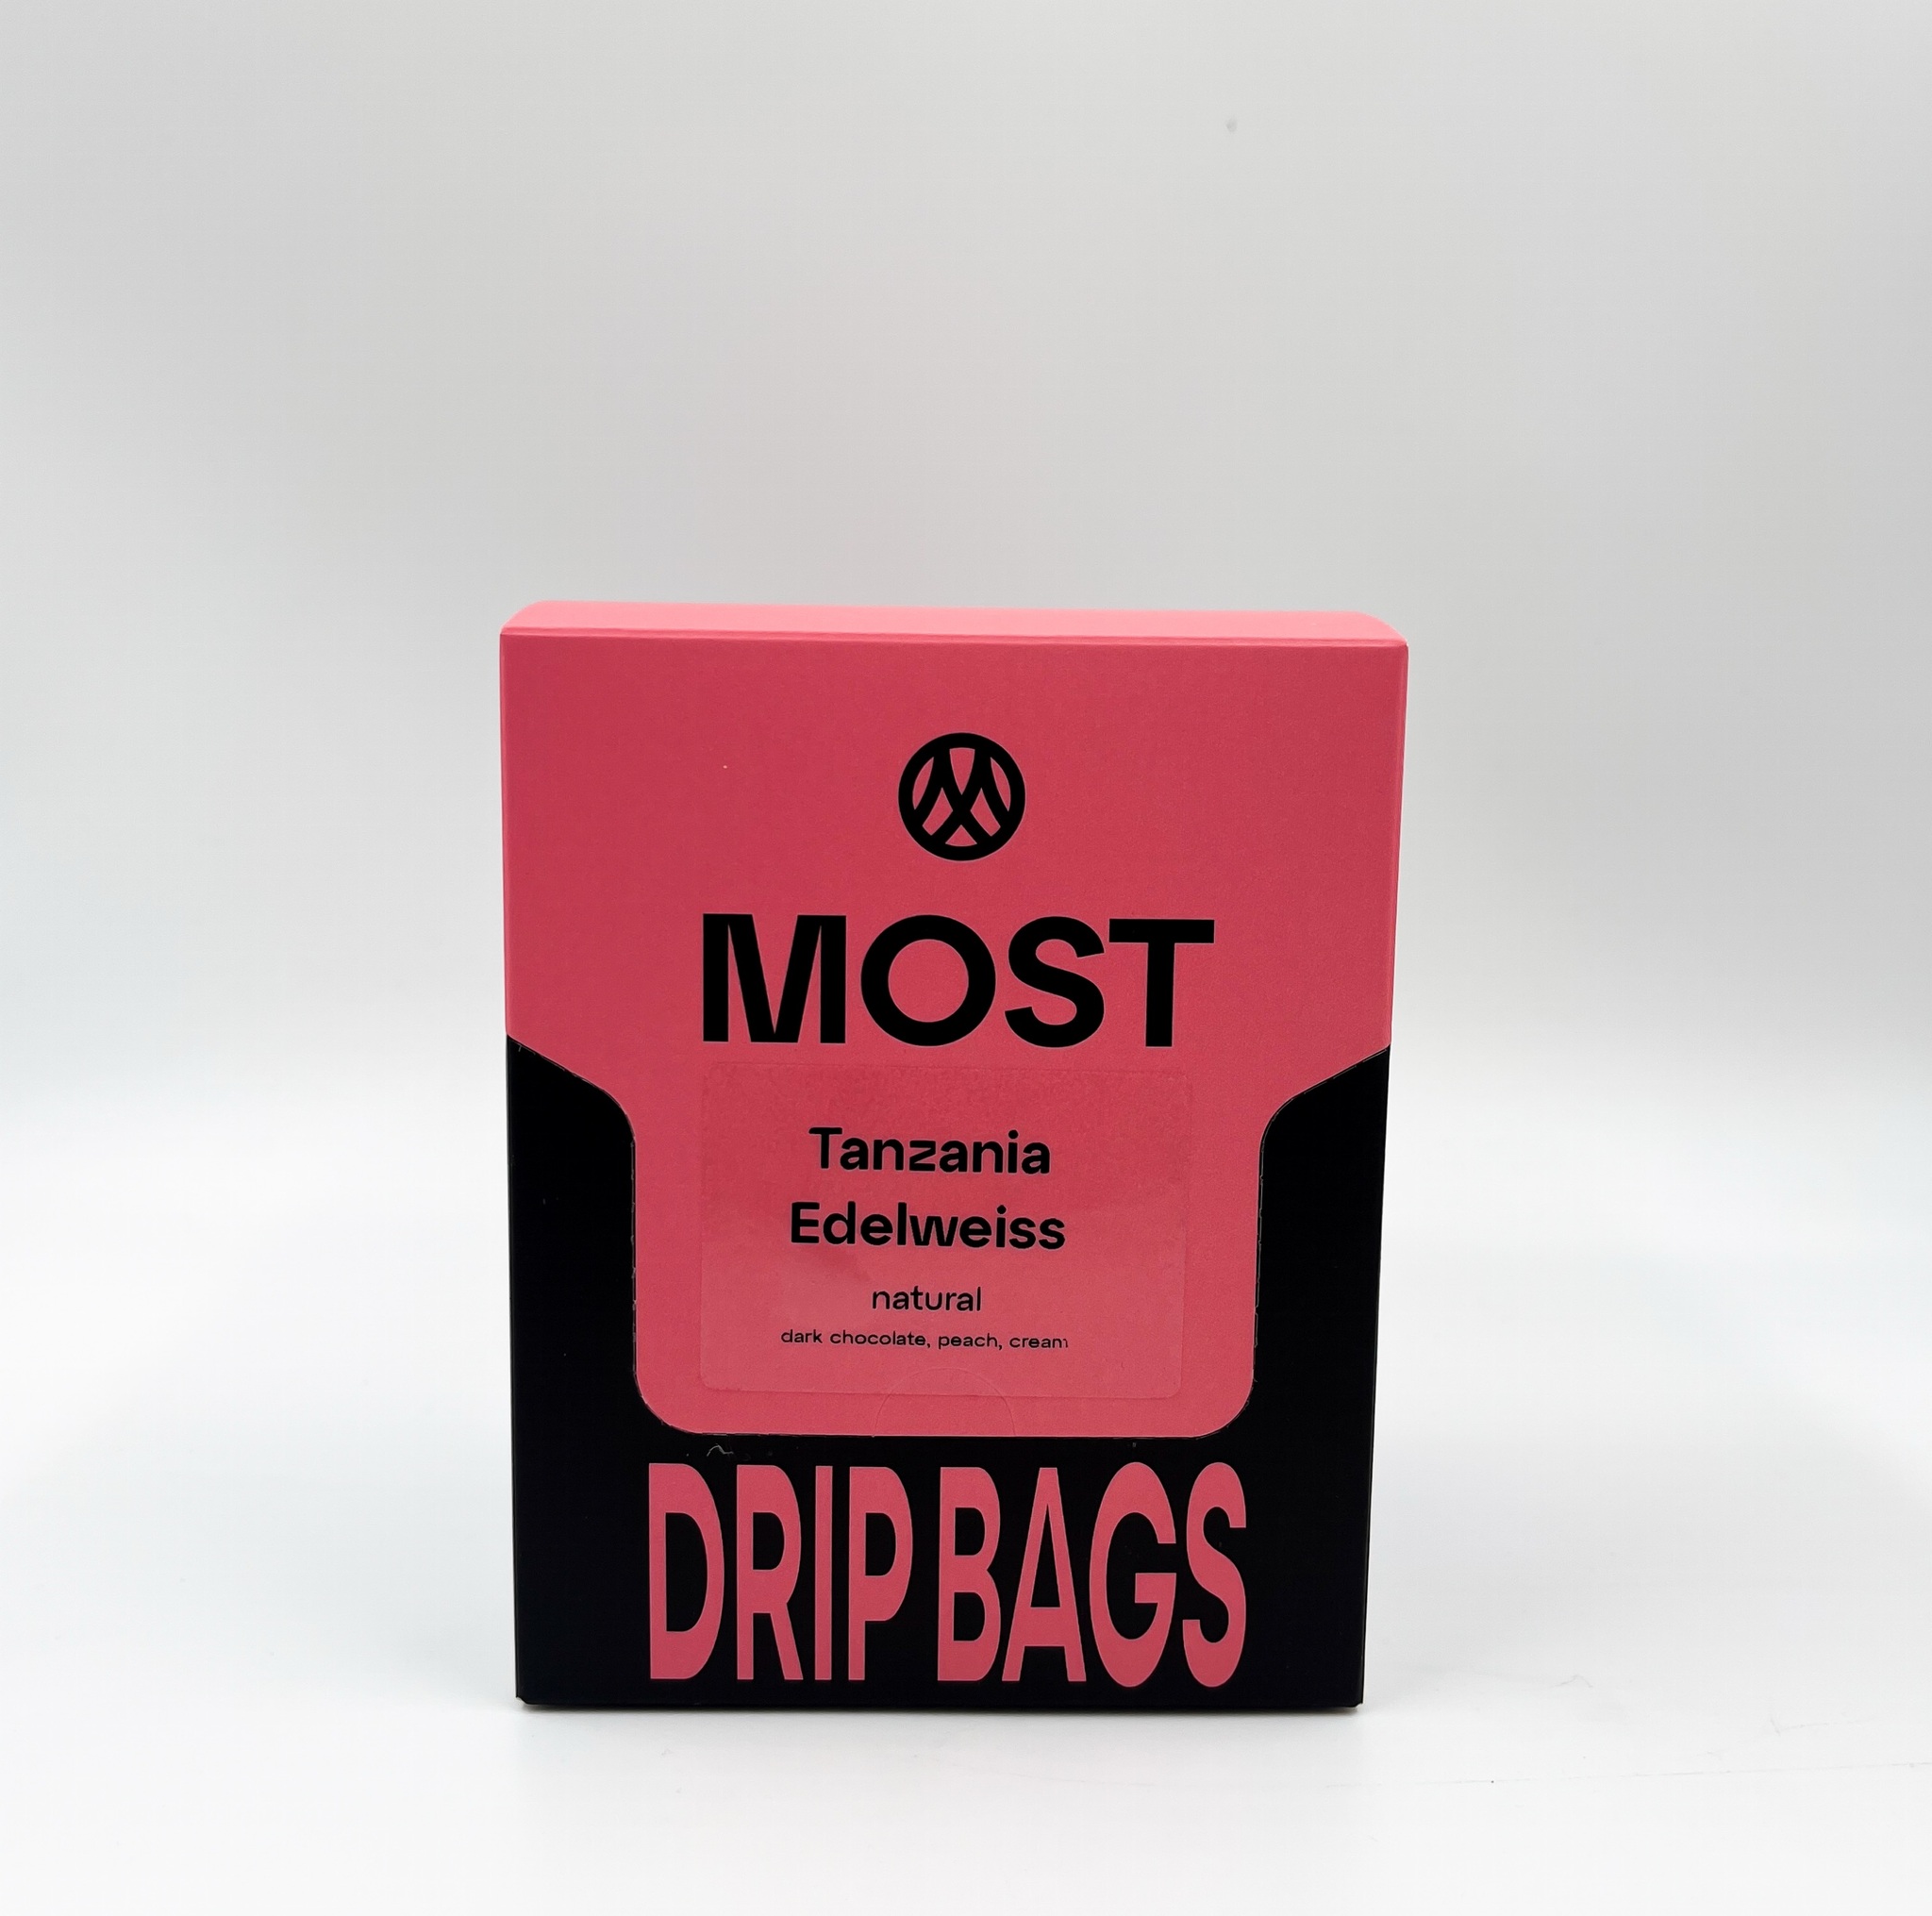 MOST
Tanzania
Edelweiss
natural
dark chocolate, peach, cream
DRIP BAGS